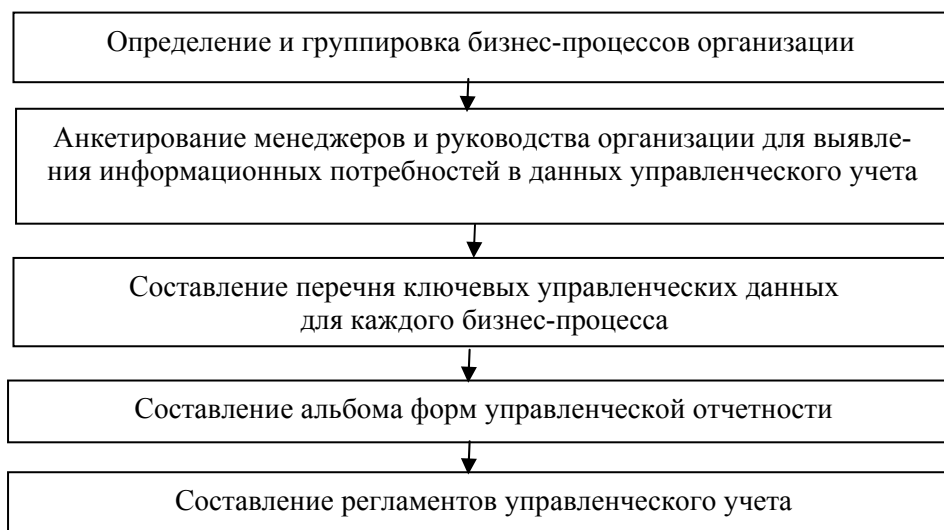 Определение и группировка бизнес-процессов организации
Анкетирование менеджеров и руководства организации для выявле-
ния информационных потребностей в данных управленческого учета
Составление перечня ключевых управленческих данных
для каждого бизнес-процесса
Составление альбома форм управленческой отчетности
Составление регламентов управленческого учета